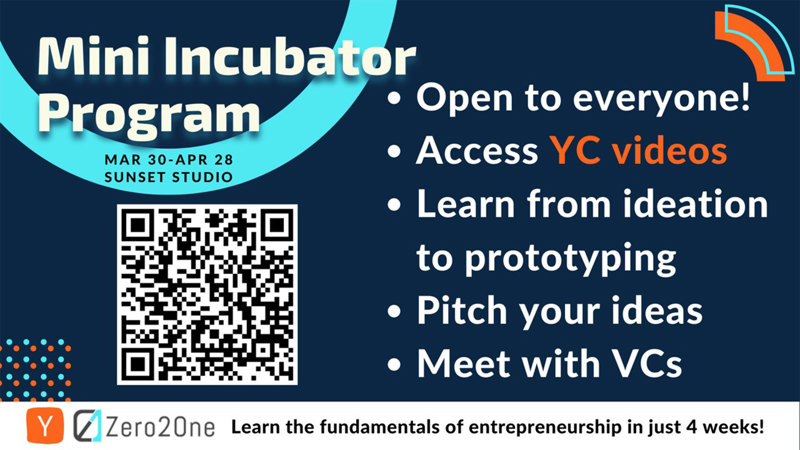 Mini Incubator
Program
MAR 30-APR 28
SUNSET STUDIO
• Open to everyone!
• Access YC videos
• Learn from ideation
to prototyping
• Pitch your ideas
• Meet with VCs
Y
Zero2One
Learn the fundamentals of entrepreneurship in just 4 weeks!